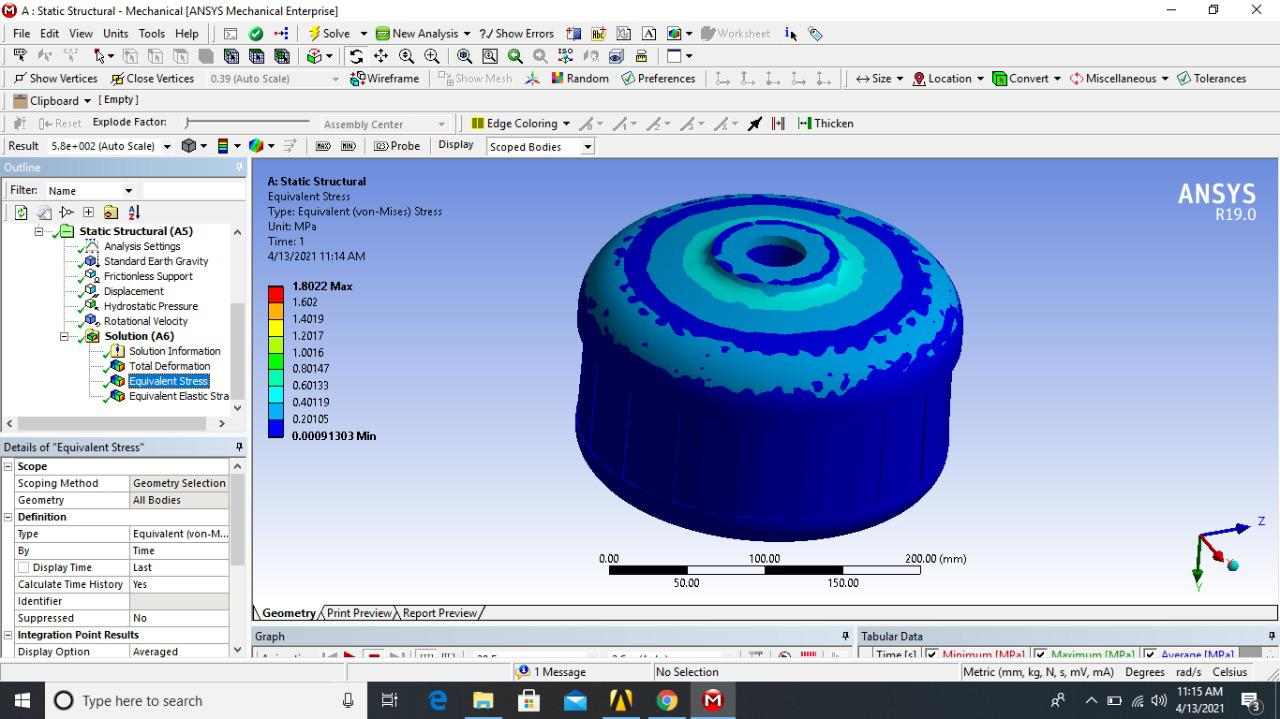 A : Static Structural - Mechanical [ANSYS Mechanical Enterprise]
File Edit View Units Tools Help Solve New Analysis ?/ Show Errors Worksheet
Show Vertices Close Vertices 0.39 (Auto Scale) Wireframe Show Mesh Random Preferences Size Location Convert Miscellaneous Tolerances
Clipboard [ Empty ]
Reset Explode Factor: Assembly Center Edge Coloring Thicken
Result 5.8e+002 (Auto Scale) MAX MIN Probe Display Scoped Bodies
Outline
Filter: Name
Static Structural (A5)
Analysis Settings
Standard Earth Gravity
Frictionless Support
Displacement
Hydrostatic Pressure
Rotational Velocity
Solution (A6)
Solution Information
Total Deformation
Equivalent Stress
Equivalent Elastic Stra
Details of "Equivalent Stress"
Scope
Scoping Method Geometry Selection
Geometry All Bodies
Definition
Type Equivalent (von-M...
By Time
Display Time Last
Calculate Time History Yes
Identifier
Suppressed No
Integration Point Results
Display Option Averaged
A: Static Structural
Equivalent Stress
Type: Equivalent (von-Mises) Stress
Unit: MPa
Time: 1
4/13/2021 11:14 AM
1.8022 Max
1.602
1.4019
1.2017
1.0016
0.80147
0.60133
0.40119
0.20105
0.00091303 Min
ANSYS
R19.0
0.00 100.00 200.00 (mm)
50.00 150.00
Z
Y
Geometry Print Preview Report Preview
Graph
Tabular Data
Time [s] Minimum [MPa] Maximum [MPa] Average [MPa]
1 Message No Selection Metric (mm, kg, N, s, mV, mA) Degrees rad/s Celsius
Type here to search
11:15 AM
4/13/2021
3